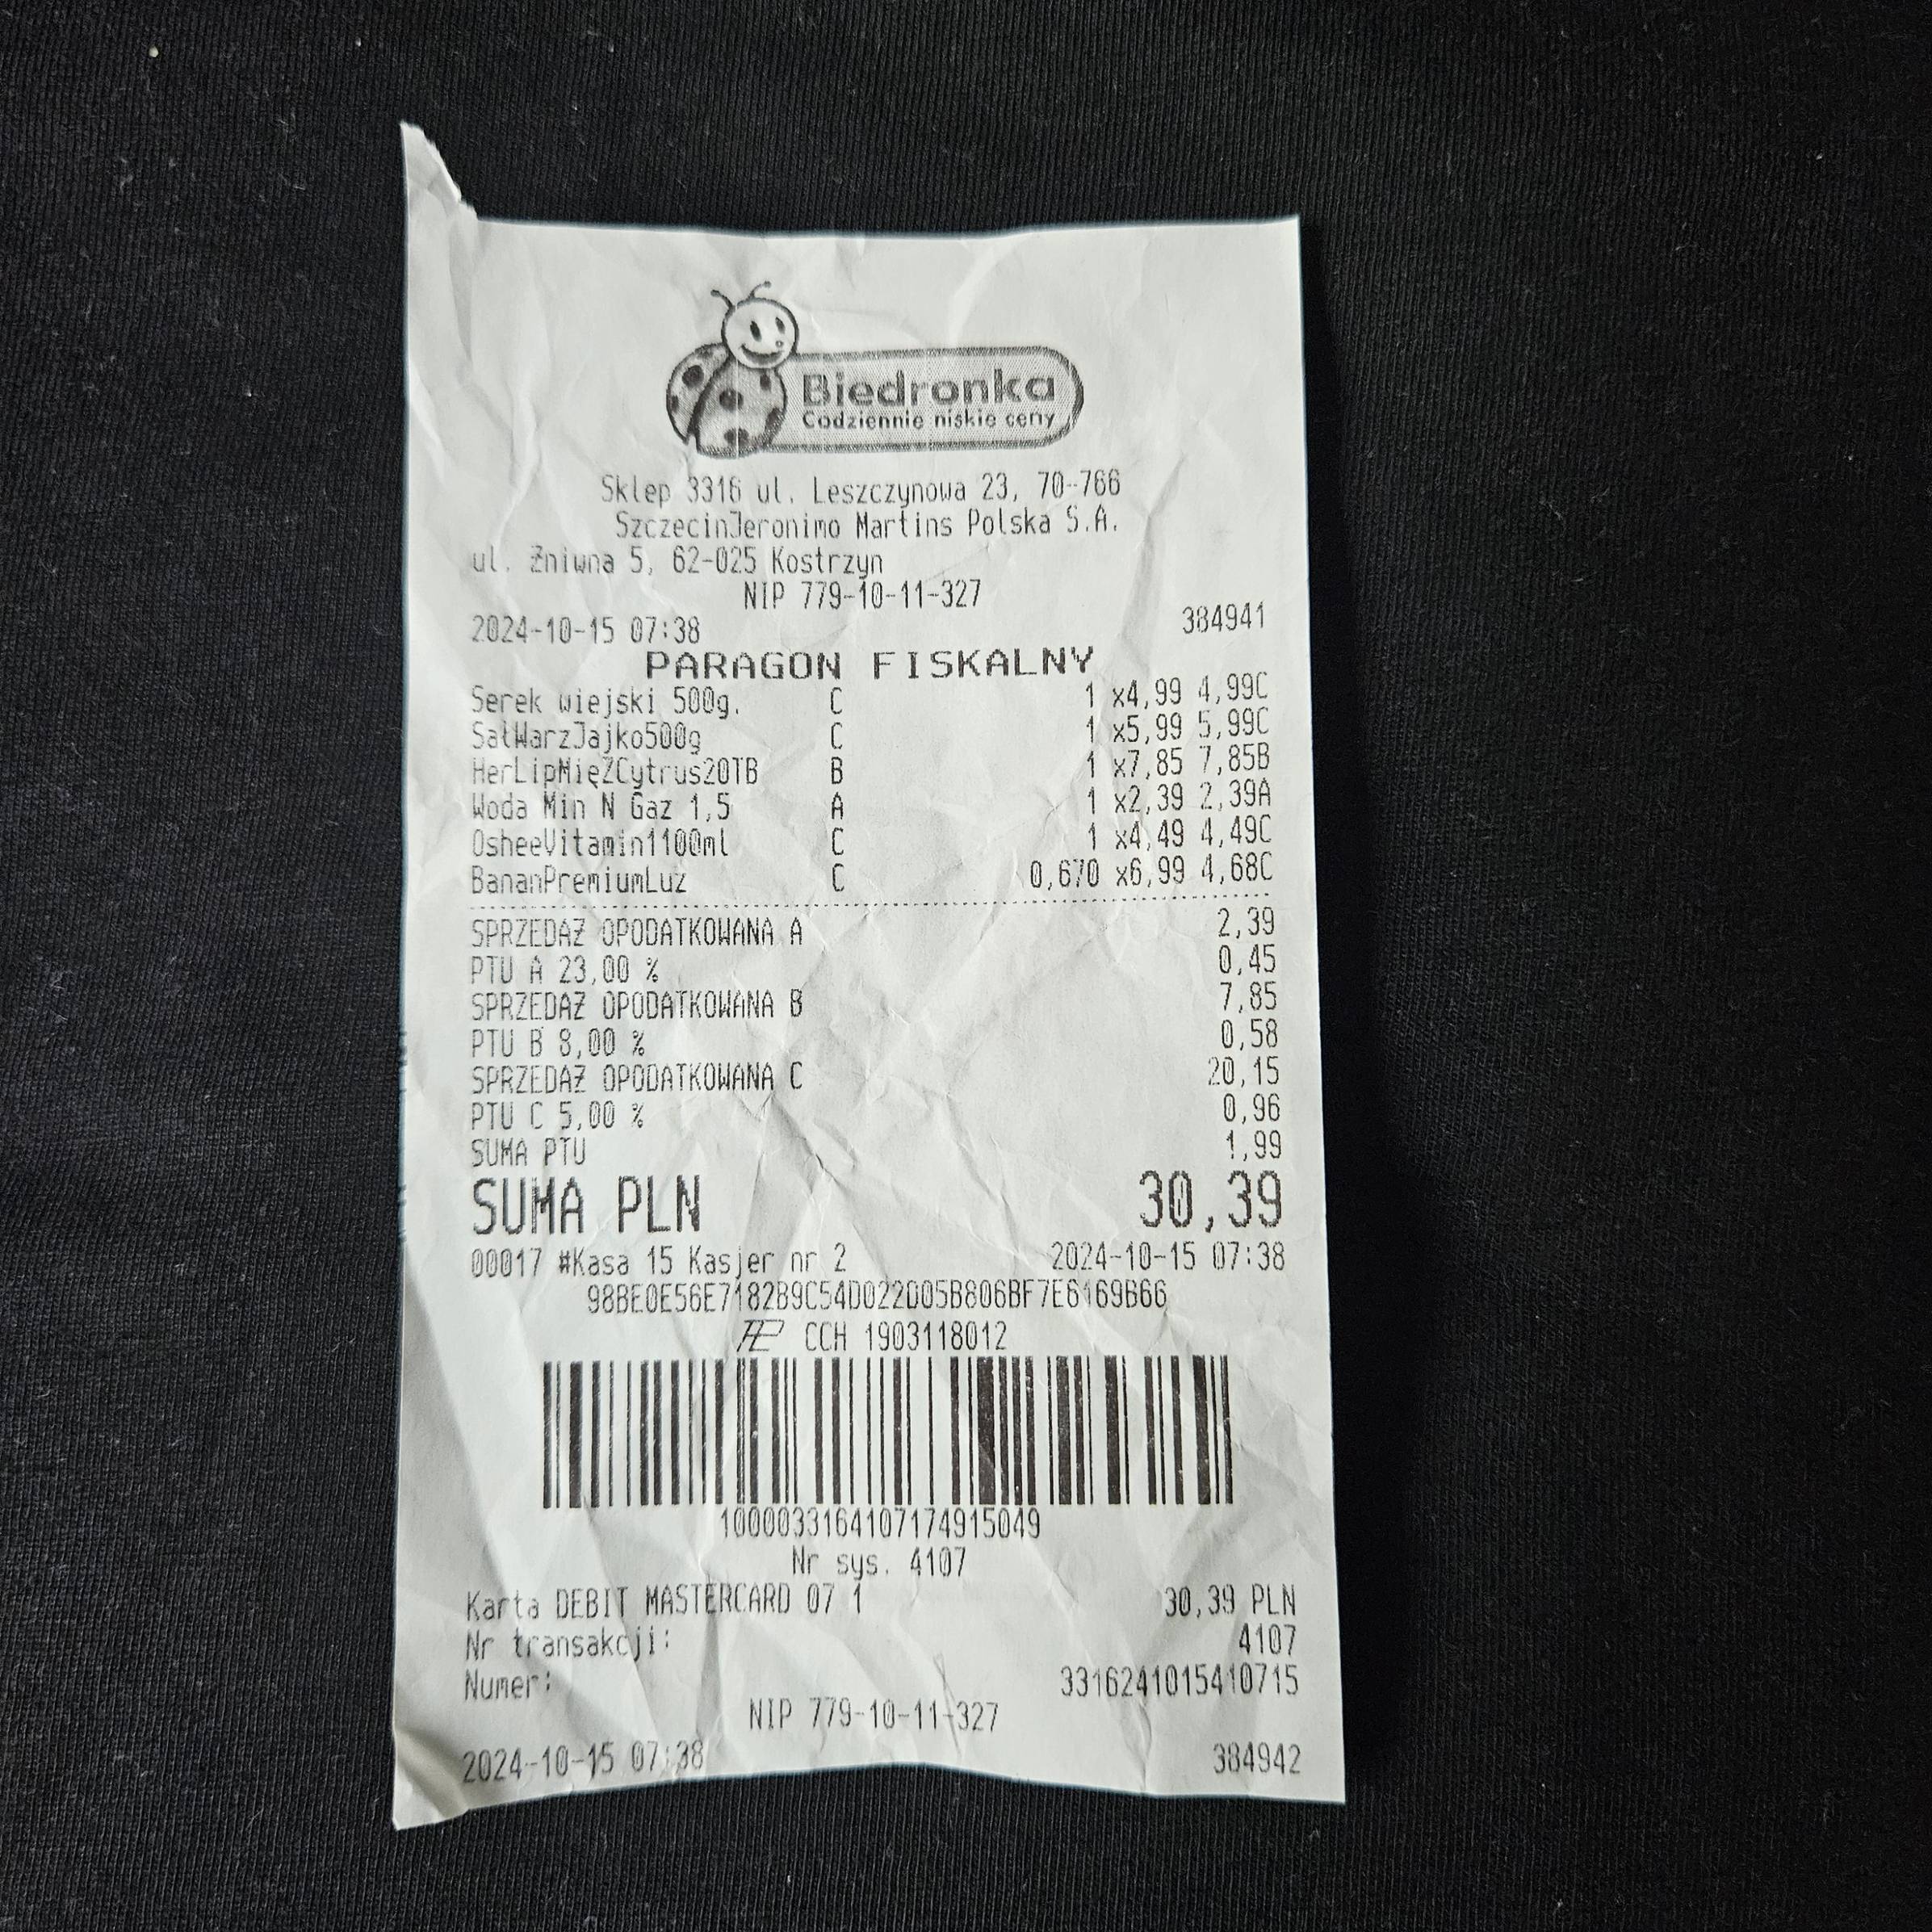 Biedronka
Codziennie niskie ceny
Sklep 3316 ul. Leszczynowa 23, 70-766
SzczecinJeronimo Martins Polska S.A.
ul. Żniwna 5, 62-025 Kostrzyn
NIP 779-10-11-327
2024-10-15 07:38 384941
PARAGON FISKALNY
Serek wiejski 500g. C 1 x4,99 4,99C
SałWarzJajko500g C 1 x5,99 5,99C
HerLipMięZCytrus20TB B 1 x7,85 7,85B
Woda Min N Gaz 1,5 A 1 x2,39 2,39A
OsheeVitamin1100ml C 1 x4,49 4,49C
BananPremiumLuz C 0,670 x6,99 4,68C
SPRZEDAŻ OPODATKOWANA A 2,39
PTU A 23,00 % 0,45
SPRZEDAŻ OPODATKOWANA B 7,85
PTU B 8,00 % 0,58
SPRZEDAŻ OPODATKOWANA C 20,15
PTU C 5,00 % 0,96
SUMA PTU 1,99
SUMA PLN 30,39
00017 #Kasa 15 Kasjer nr 2 2024-10-15 07:38
98BE0E56E7182B9C54D022D05B806BF7E6169B66
CCH 1903118012
1000033164107174915049
Nr sys. 4107
Karta DEBIT MASTERCARD 07 1 30,39 PLN
Nr transakcji: 4107
Numer: 3316241015410715
NIP 779-10-11-327
2024-10-15 07:38 384942